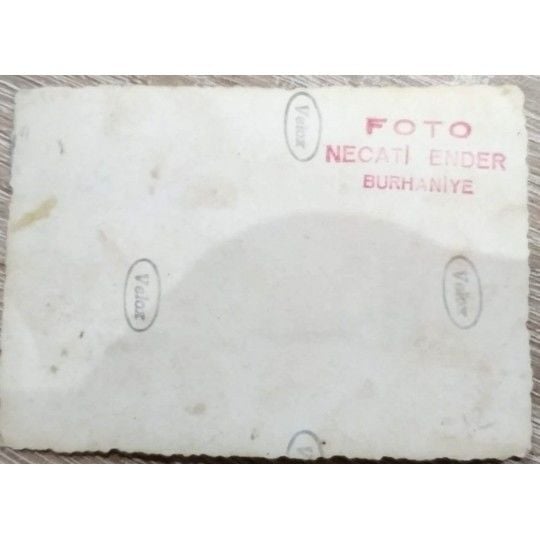 Velox
FOTO
NECATİ ENDER
BURHANİYE
Velox
Velox